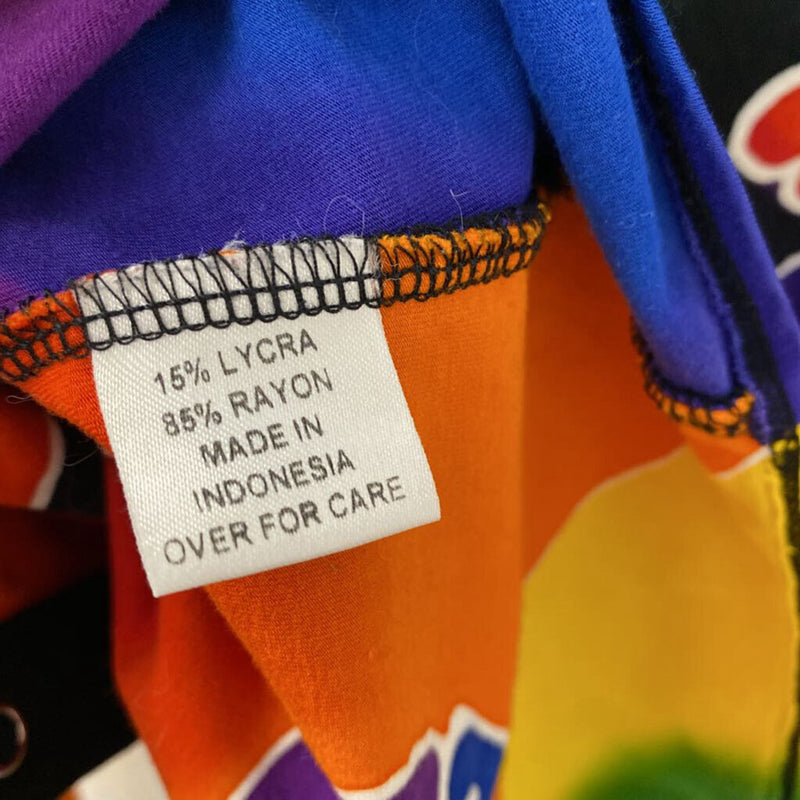 15% LYCRA
85% RAYON
MADE IN
INDONESIA
OVER FOR CARE